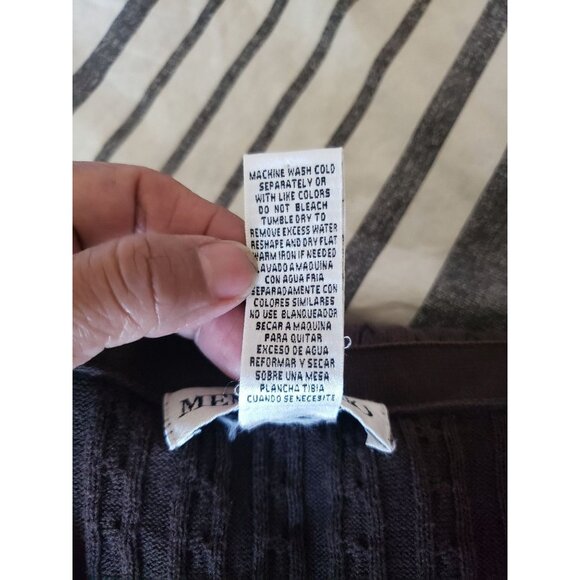 MACHINE WASH COLD
SEPARATELY OR
WITH LIKE COLORS
DO NOT BLEACH
TUMBLE DRY TO
REMOVE EXCESS WATER
RESHAPE AND DRY FLAT
WARM IRON IF NEEDED
LAVADO A MAQUINA
CON AGUA FRIA
SEPARADAMENTE CON
COLORES SIMILARES
NO USE BLANQUEADOR
SECAR A MAQUINA
PARA QUITAR
EXCESO DE AGUA
REFORMAR Y SECAR
SOBRE UNA MESA
PLANCHA TIBIA
CUANDO SE NECESITE